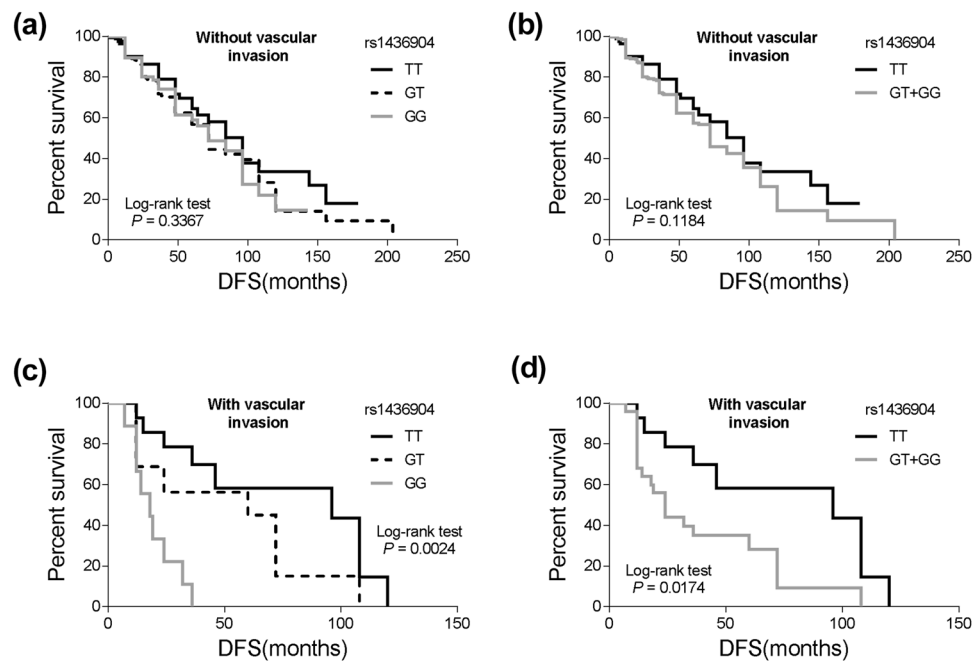 (a)
Without vascular
invasion
rs1436904
TT
GT
GG
Percent survival
100
80
60
40
20
0
Log-rank test
P = 0.3367
0 50 100 150 200 250
DFS(months)
(b)
Without vascular
invasion
rs1436904
TT
GT+GG
Percent survival
100
80
60
40
20
0
Log-rank test
P = 0.1184
0 50 100 150 200 250
DFS(months)
(c)
With vascular
invasion
rs1436904
TT
GT
GG
Percent survival
100
80
60
40
20
0
Log-rank test
P = 0.0024
0 50 100 150
DFS(months)
(d)
With vascular
invasion
rs1436904
TT
GT+GG
Percent survival
100
80
60
40
20
0
Log-rank test
P = 0.0174
0 50 100 150
DFS(months)